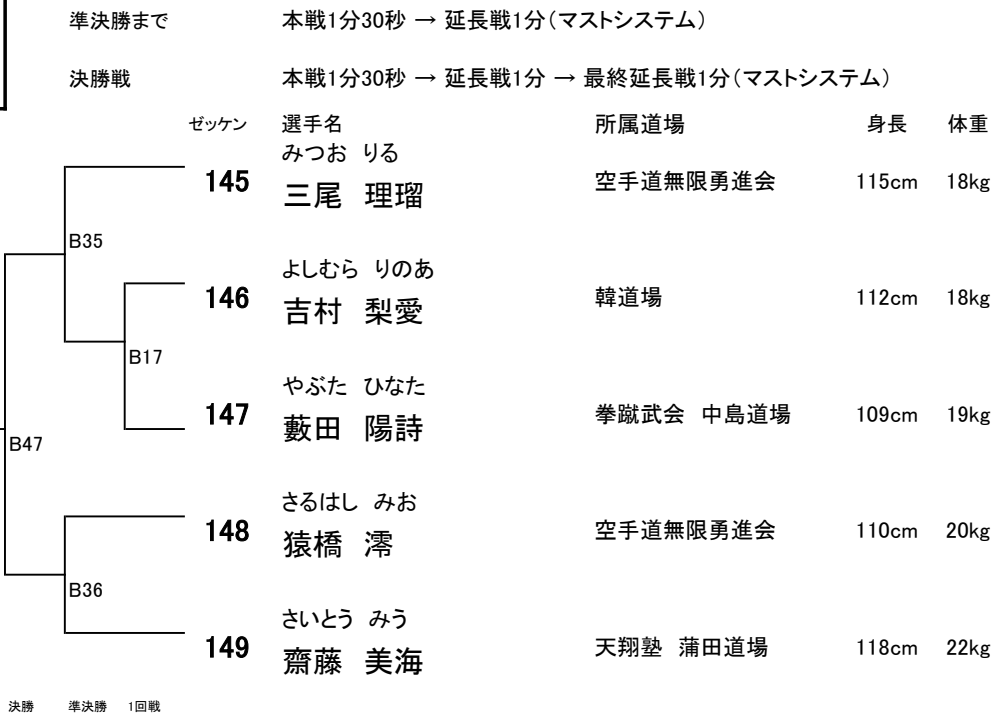 準決勝まで 本戦1分30秒 → 延長戦1分(マストシステム)
決勝戦 本戦1分30秒 → 延長戦1分 → 最終延長戦1分(マストシステム)
ゼッケン 選手名 所属道場 身長 体重
みつお りる
145 三尾 理瑠 空手道無限勇進会 115cm 18kg
B35
よしむら りのあ
146 吉村 梨愛 韓道場 112cm 18kg
B17
やぶた ひなた
147 藪田 陽詩 拳蹴武会 中島道場 109cm 19kg
B47
さるはし みお
148 猿橋 澪 空手道無限勇進会 110cm 20kg
B36
さいとう みう
149 齋藤 美海 天翔塾 蒲田道場 118cm 22kg
決勝 準決勝 1回戦